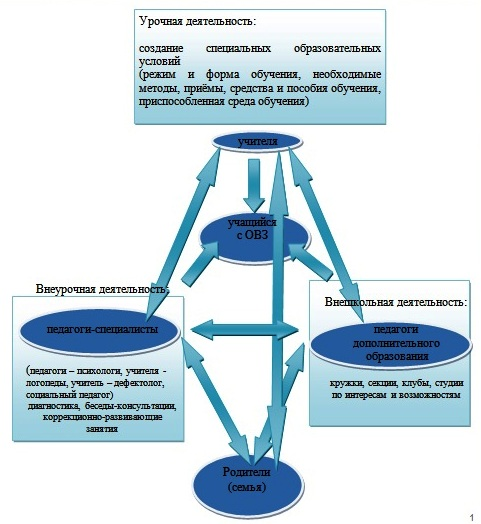 Урочная деятельность:
создание специальных образовательных
условий
(режим и форма обучения, необходимые
методы, приёмы, средства и пособия обучения,
приспособленная среда обучения)
учителя
учащийся
с ОВЗ
Внеурочная деятельность:
педагоги-специалисты
(педагоги – психологи, учителя -
логопеды, учитель – дефектолог,
социальный педагог)
диагностика, беседы-консультации,
коррекционно-развивающие
занятия
Внешкольная деятельность:
педагоги
дополнительного
образования
кружки, секции, клубы, студии
по интересам и возможностям
Родители
(семья)
1